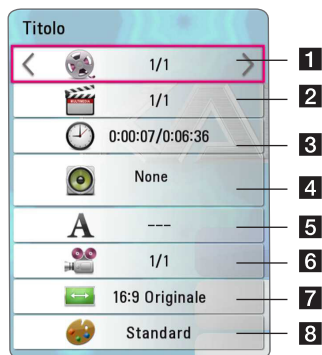 Titolo
1/1
1
1/1
2
0:00:07/0:06:36
3
None
4
A
---
5
1/1
6
16:9 Originale
7
Standard
8